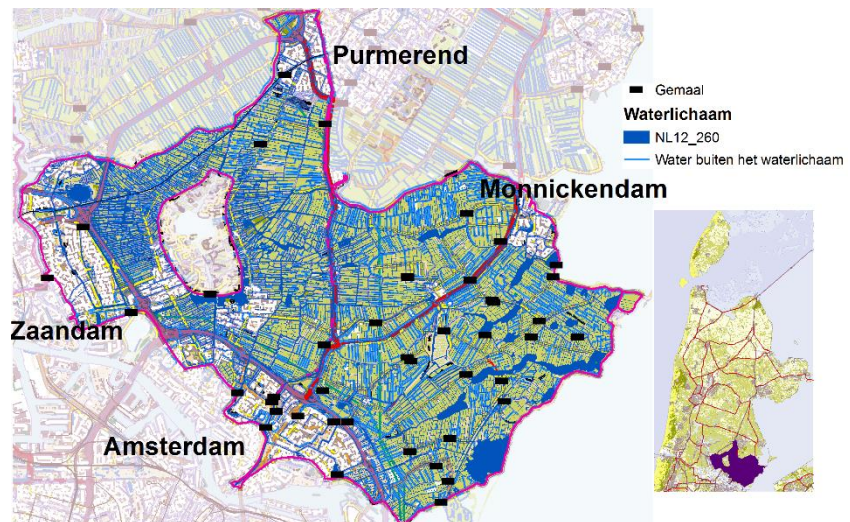 Purmerend
Gemaal
Waterlichaam
NL12_260
Water buiten het waterlichaam
Monnickendam
Zaandam
Amsterdam